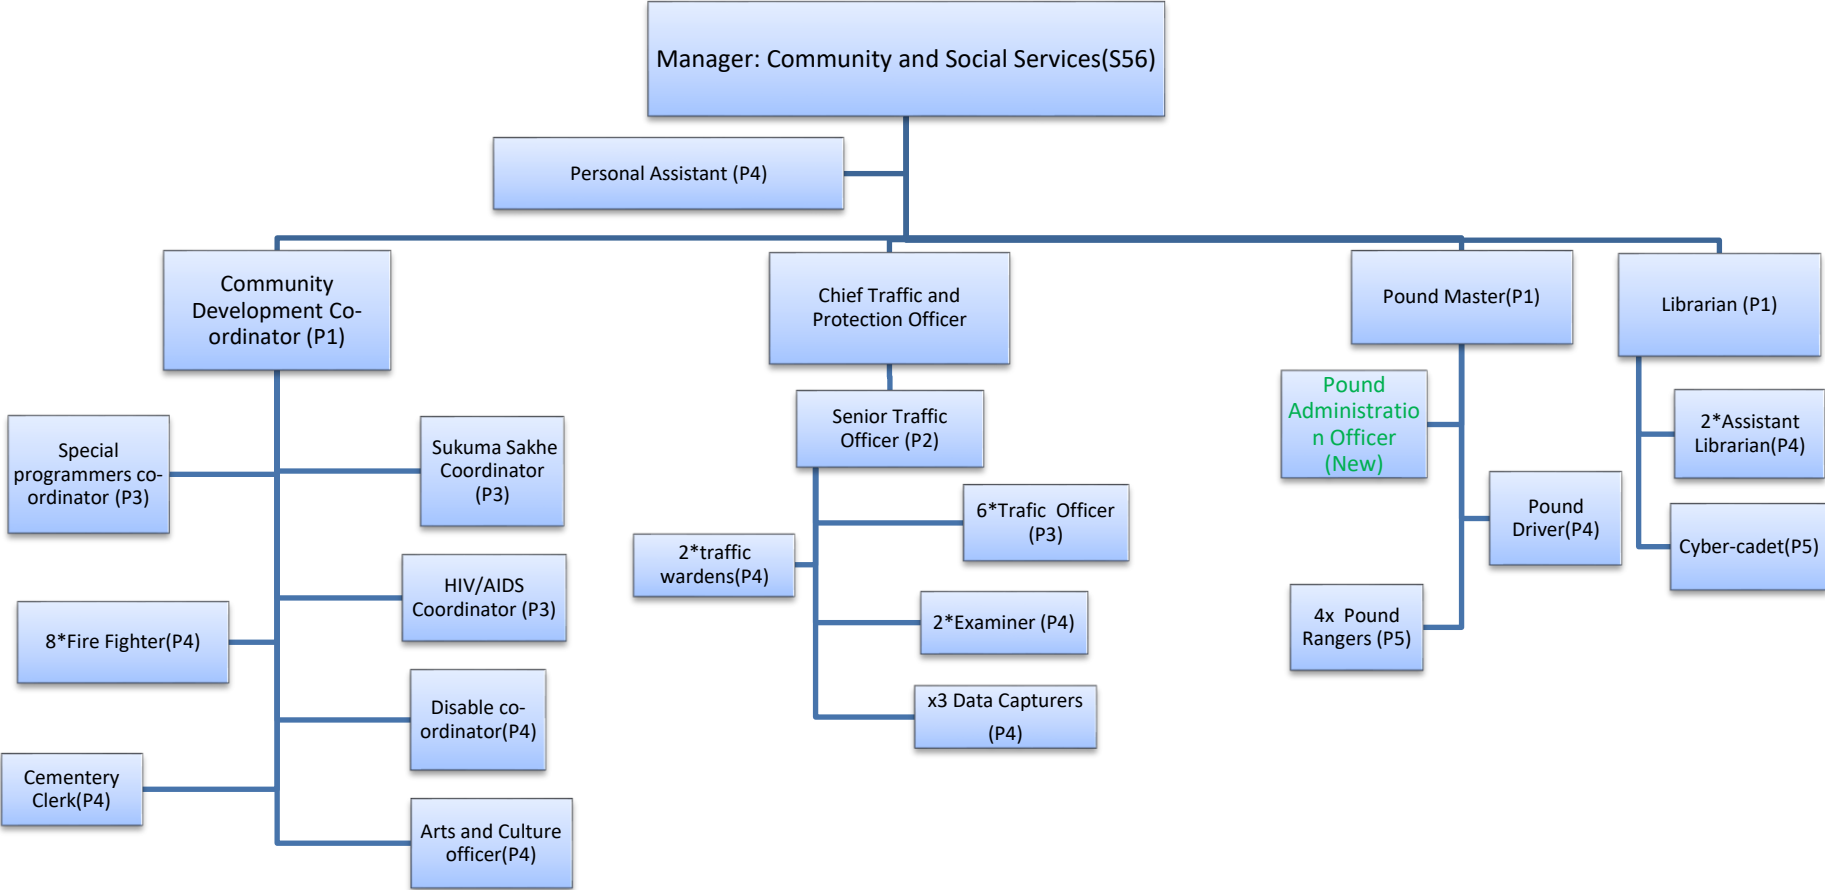 Manager: Community and Social Services(S56)
Personal Assistant (P4)
Community
Development Co-
ordinator (P1)
Chief Traffic and
Protection Officer
Pound Master(P1)
Librarian (P1)
Special
programmers co-
ordinator (P3)
Sukuma Sakhe
Coordinator
(P3)
8*Fire Fighter(P4)
HIV/AIDS
Coordinator (P3)
Disable co-
ordinator(P4)
Cementery
Clerk(P4)
Arts and Culture
officer(P4)
Senior Traffic
Officer (P2)
6*Trafic  Officer
(P3)
2*traffic
wardens(P4)
2*Examiner (P4)
x3 Data Capturers
(P4)
Pound
Administratio
n Officer
(New)
Pound
Driver(P4)
4x  Pound
Rangers (P5)
2*Assistant
Librarian(P4)
Cyber-cadet(P5)